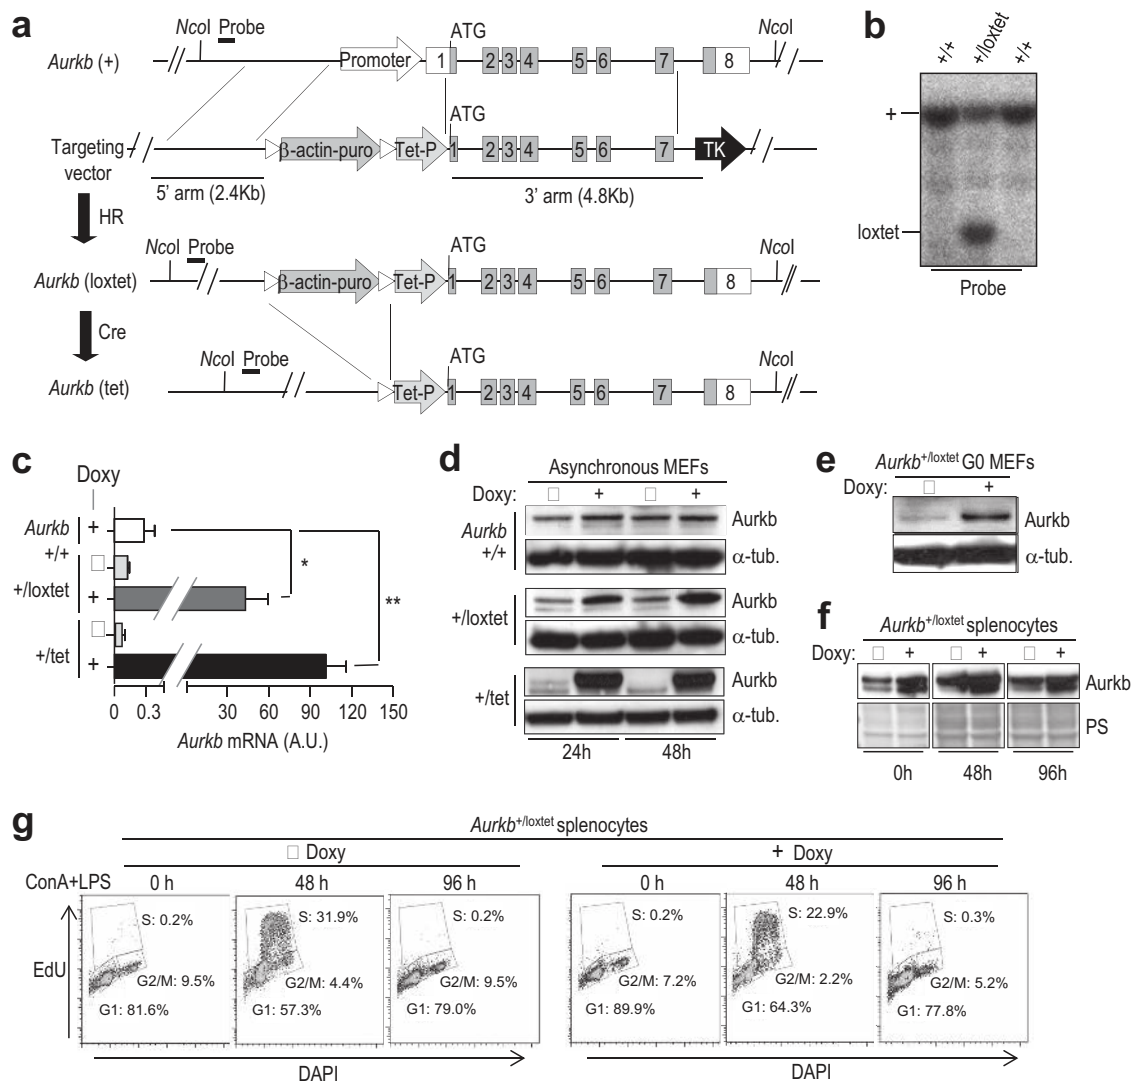 a
NcoI Probe
ATG
NcoI
Aurkb (+)
Promoter
1 2 3 4 5 6 7 8
ATG
Targeting vector
β-actin-puro
Tet-P
1 2 3 4 5 6 7
TK
5' arm (2.4Kb)
3' arm (4.8Kb)
HR
NcoI Probe
ATG
NcoI
Aurkb (loxtet)
β-actin-puro
Tet-P
1 2 3 4 5 6 7 8
Cre
NcoI Probe
ATG
NcoI
Aurkb (tet)
Tet-P
1 2 3 4 5 6 7 8
b
+/+
+/loxtet
+/+
+
loxtet
Probe
c
Doxy
Aurkb +/+
+
+/loxtet
□
+
+/tet
□
+
*
**
0 0.3 30 60 90 120 150
Aurkb mRNA (A.U.)
d
Asynchronous MEFs
Doxy: □ + □ +
Aurkb +/+
Aurkb
α-tub.
+/loxtet
Aurkb
α-tub.
+/tet
Aurkb
α-tub.
24h 48h
e
Aurkb+/loxtet G0 MEFs
Doxy: □ +
Aurkb
α-tub.
f
Aurkb+/loxtet splenocytes
Doxy: □ + □ + □ +
Aurkb
PS
0h 48h 96h
g
Aurkb+/loxtet splenocytes
□ Doxy
+ Doxy
ConA+LPS 0 h 48 h 96 h 0 h 48 h 96 h
EdU
S: 0.2%
G2/M: 9.5%
G1: 81.6%
S: 31.9%
G2/M: 4.4%
G1: 57.3%
S: 0.2%
G2/M: 9.5%
G1: 79.0%
S: 0.2%
G2/M: 7.2%
G1: 89.9%
S: 22.9%
G2/M: 2.2%
G1: 64.3%
S: 0.3%
G2/M: 5.2%
G1: 77.8%
DAPI
DAPI